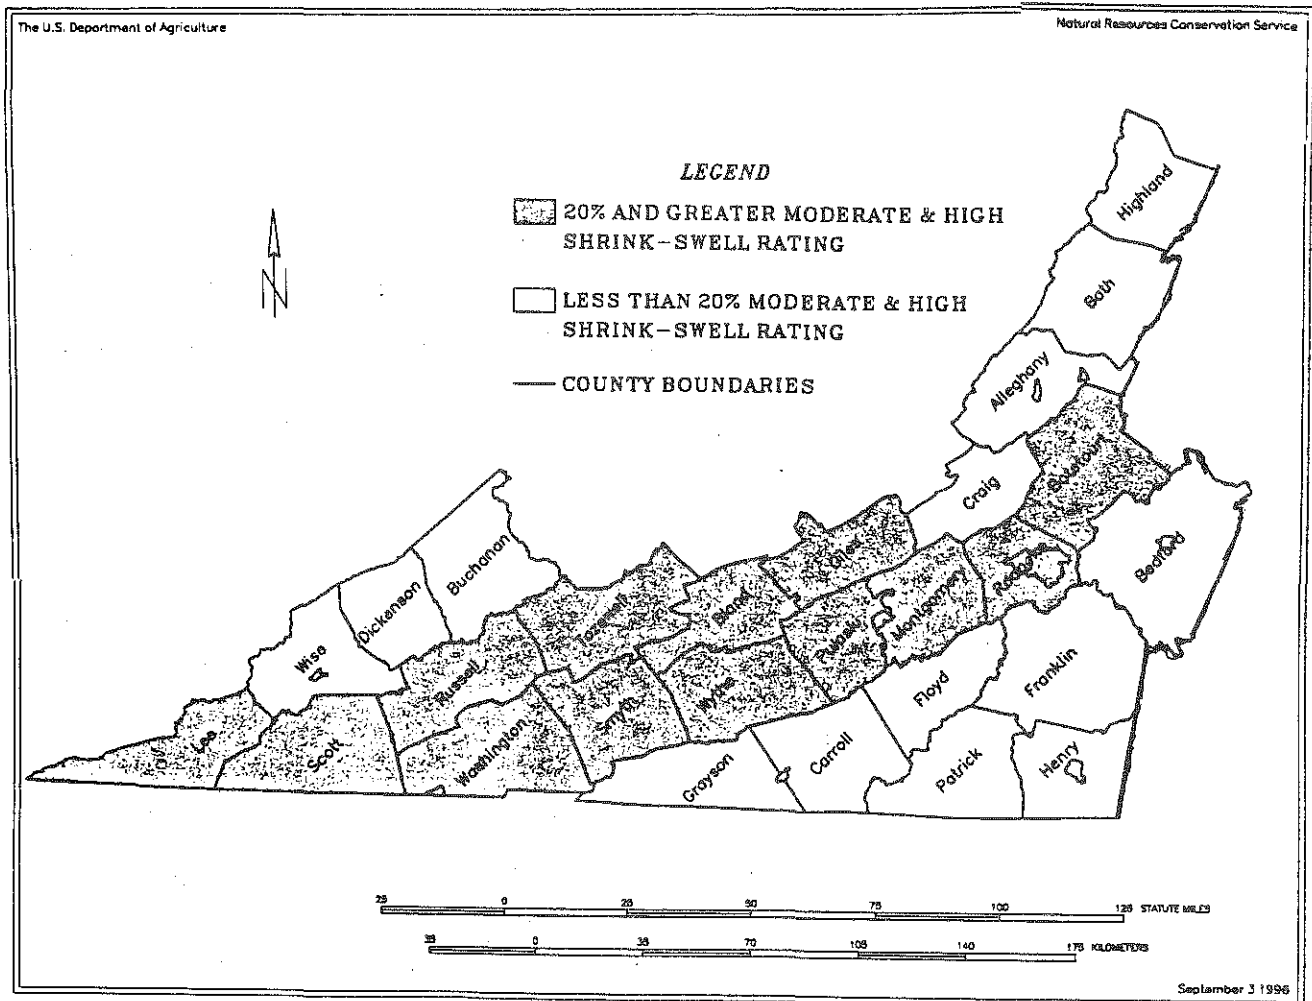 The U.S. Department of Agriculture
Natural Resources Conservation Service
LEGEND
20% AND GREATER MODERATE & HIGH
SHRINK-SWELL RATING
LESS THAN 20% MODERATE & HIGH
SHRINK-SWELL RATING
COUNTY BOUNDARIES
N
Highland
Bath
Alleghany
Botetourt
Craig
Bedford
Roanoke
Giles
Montgomery
Buchanan
Dickenson
Wise
Tazewell
Bland
Pulaski
Russell
Smyth
Wythe
Floyd
Franklin
Lee
Scott
Washington
Grayson
Carroll
Patrick
Henry
25 0 25 50 75 100 125 STATUTE MILES
35 0 35 70 105 140 175 KILOMETERS
September 3 1996